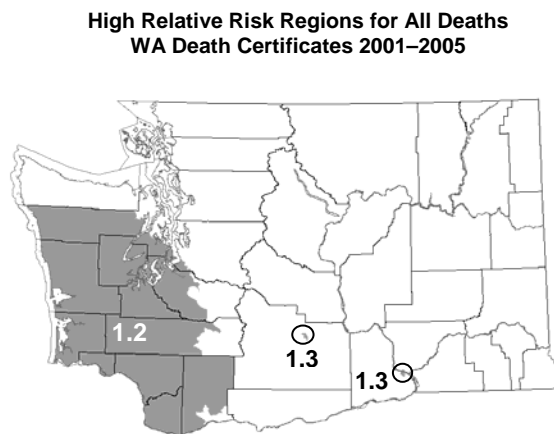 High Relative Risk Regions for All Deaths
WA Death Certificates 2001–2005
1.2
1.3
1.3